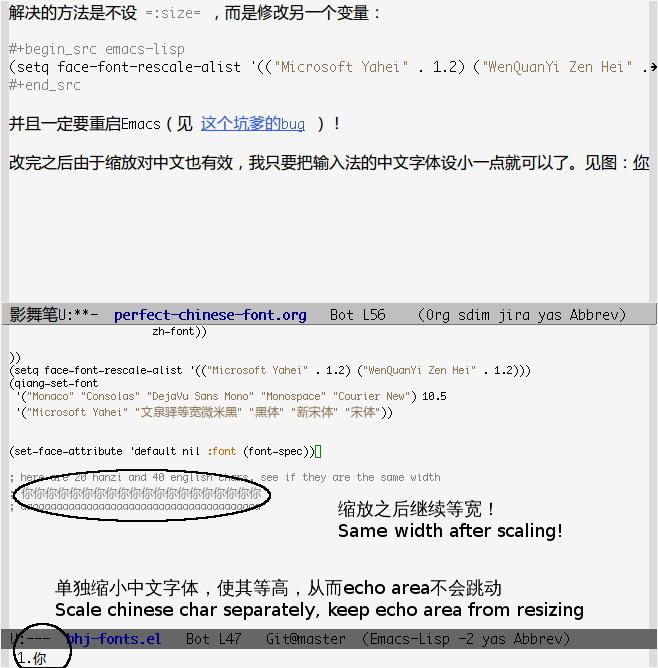 解决的方法是不设 =:size= ，而是修改另一个变量：
#+begin_src emacs-lisp
(setq face-font-rescale-alist '(("Microsoft Yahei" . 1.2) ("WenQuanYi Zen Hei" .
#+end_src
并且一定要重启Emacs（见 这个坑爹的bug ）！
改完之后由于缩放对中文也有效，我只要把输入法的中文字体设小一点就可以了。见图：你
影舞笔U:**- perfect-chinese-font.org Bot L56 (Org sdim jira yas Abbrev)
zh-font))
))
(setq face-font-rescale-alist '(("Microsoft Yahei" . 1.2) ("WenQuanYi Zen Hei" . 1.2)))
(qiang-set-font
'("Monaco" "Consolas" "DejaVu Sans Mono" "Monospace" "Courier New") 10.5
'("Microsoft Yahei" "文泉驿等宽微米黑" "黑体" "新宋体" "宋体"))
(set-face-attribute 'default nil :font (font-spec))
; here are 20 hanzi and 40 english chars, see if they are the same width
; 你你你你你你你你你你你你你你你你你你你你
; aaaaaaaaaaaaaaaaaaaaaaaaaaaaaaaaaaaaaaaa
缩放之后继续等宽！
Same width after scaling!
单独缩小中文字体，使其等高，从而echo area不会跳动
Scale chinese char separately, keep echo area from resizing
U:--- bhj-fonts.el Bot L47 Git@master (Emacs-Lisp -2 yas Abbrev)
1.你